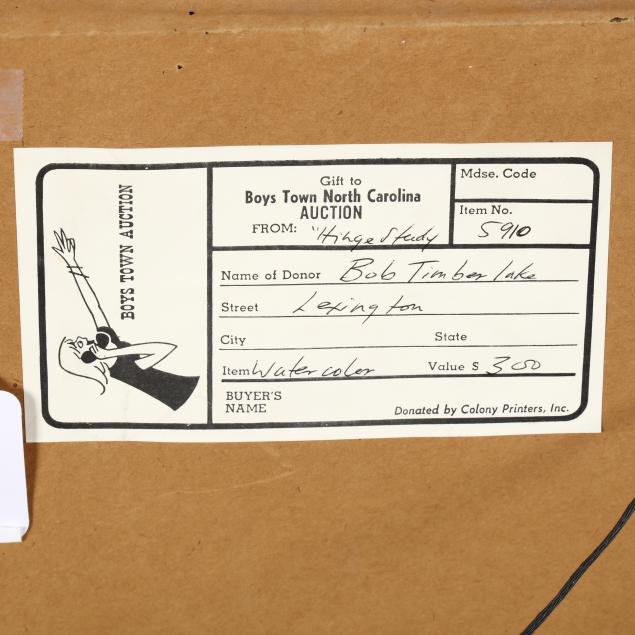 BOYS TOWN AUCTION
Gift to
Boys Town North Carolina
AUCTION
FROM: "Hinge Study
Mdse. Code
Item No.
5910
Name of Donor Bob Timberlake
Street Lexington
City State
Item Watercolor Value $ 300
BUYER'S
NAME
Donated by Colony Printers, Inc.